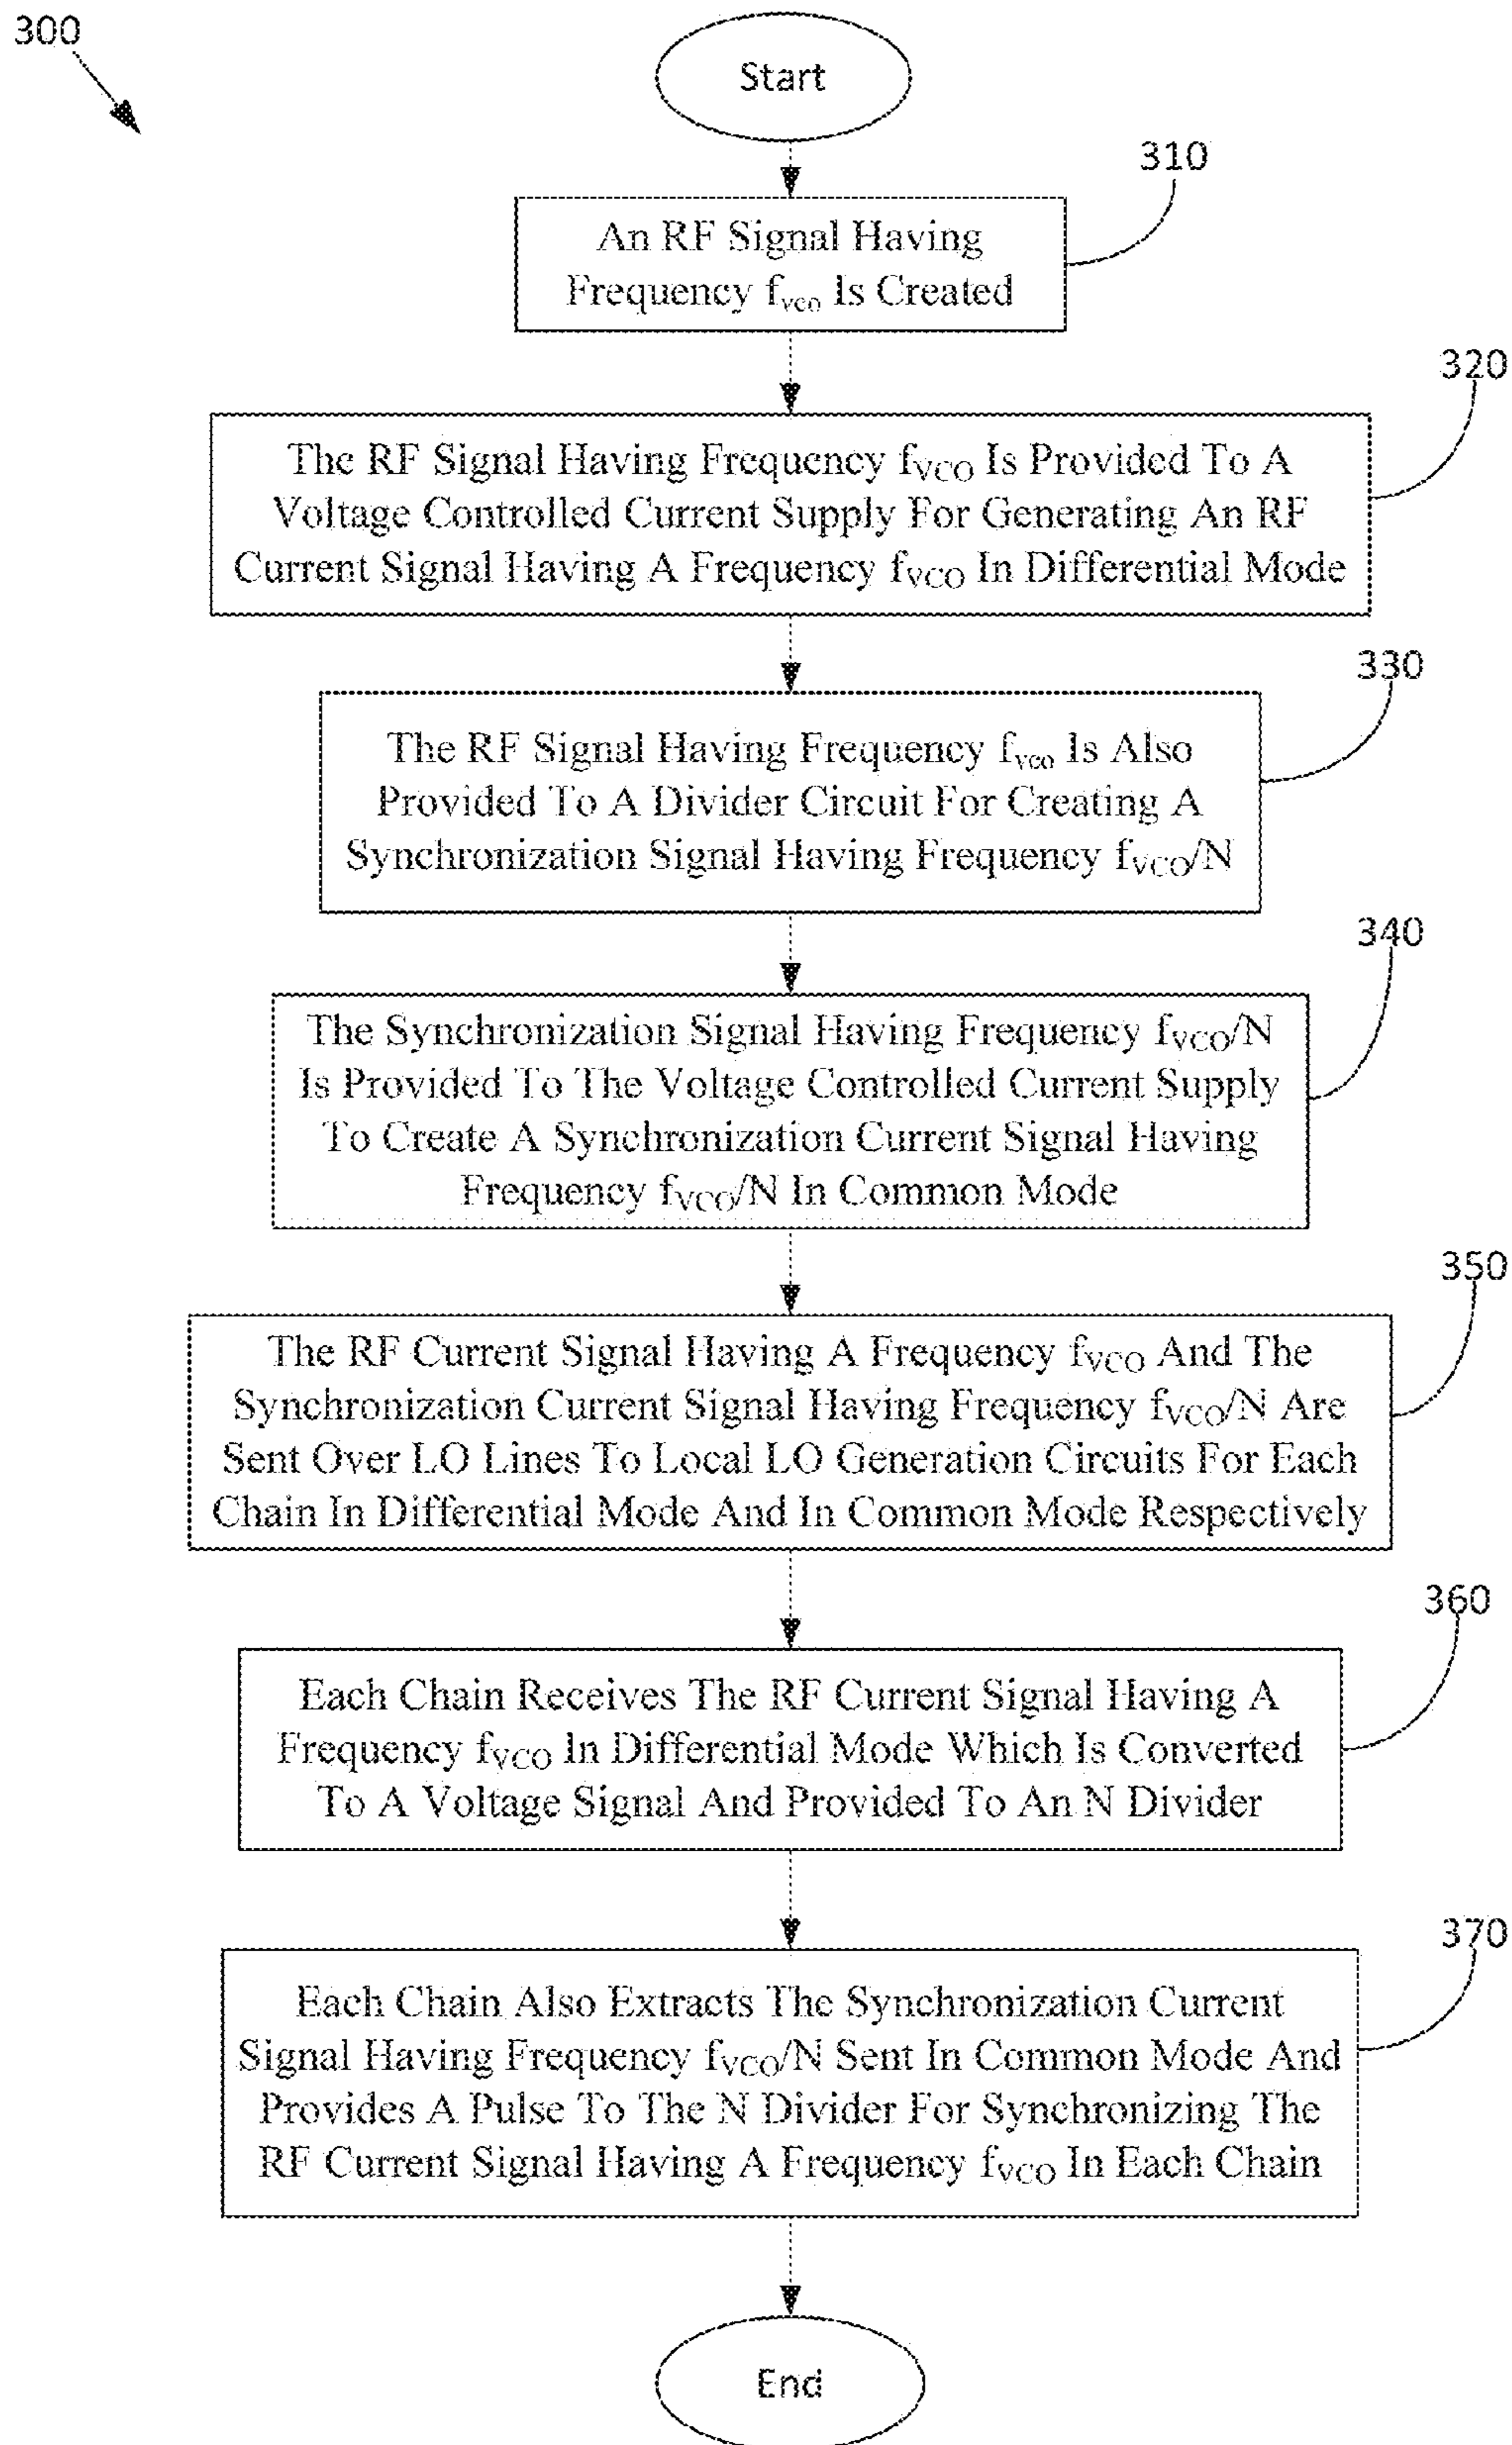 300
Start
310
An RF Signal Having
Frequency fvco Is Created
320
The RF Signal Having Frequency fVCO Is Provided To A
Voltage Controlled Current Supply For Generating An RF
Current Signal Having A Frequency fVCO In Differential Mode
330
The RF Signal Having Frequency fvco Is Also
Provided To A Divider Circuit For Creating A
Synchronization Signal Having Frequency fVCO/N
340
The Synchronization Signal Having Frequency fVCO/N
Is Provided To The Voltage Controlled Current Supply
To Create A Synchronization Current Signal Having
Frequency fVCO/N In Common Mode
350
The RF Current Signal Having A Frequency fVCO And The
Synchronization Current Signal Having Frequency fVCO/N Are
Sent Over LO Lines To Local LO Generation Circuits For Each
Chain In Differential Mode And In Common Mode Respectively
360
Each Chain Receives The RF Current Signal Having A
Frequency fVCO In Differential Mode Which Is Converted
To A Voltage Signal And Provided To An N Divider
370
Each Chain Also Extracts The Synchronization Current
Signal Having Frequency fVCO/N Sent In Common Mode And
Provides A Pulse To The N Divider For Synchronizing The
RF Current Signal Having A Frequency fVCO In Each Chain
End